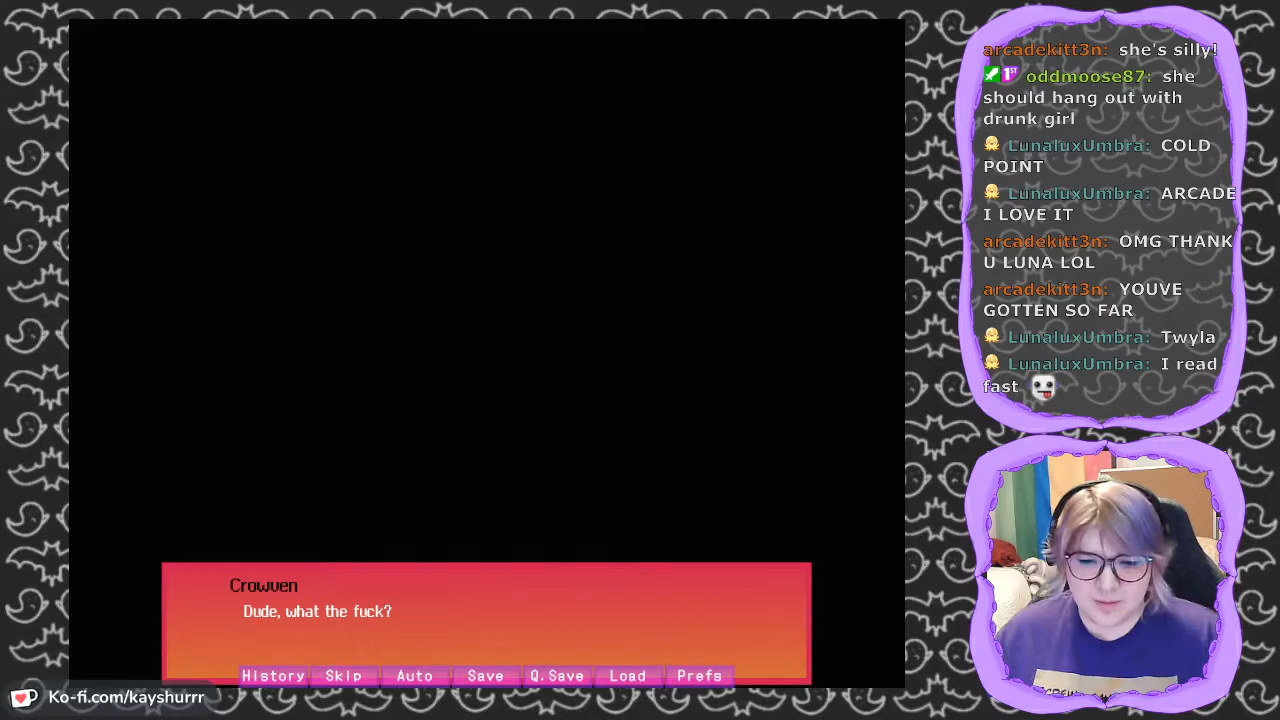 arcadekitt3n: she's silly!
1ST oddmoose87: she
should hang out with
drunk girl
LunaluxUmbra: COLD
POINT
LunaluxUmbra: ARCADE
I LOVE IT
arcadekitt3n: OMG THANK
U LUNA LOL
arcadekitt3n: YOUVE
GOTTEN SO FAR
LunaluxUmbra: Twyla
LunaluxUmbra: I read
fast
Crowven
Dude, what the fuck?
History Skip Auto Save Q.Save Load Prefs
Ko-fi.com/kayshurrr